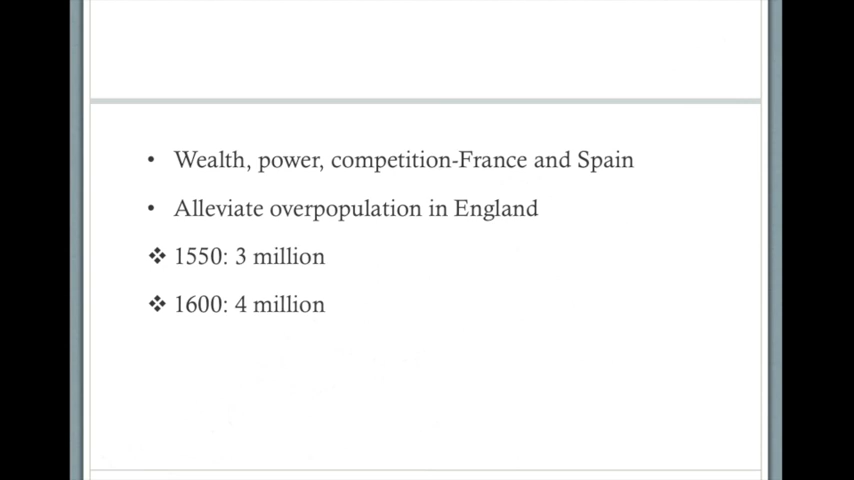 • Wealth, power, competition-France and Spain
• Alleviate overpopulation in England
❖ 1550: 3 million
❖ 1600: 4 million